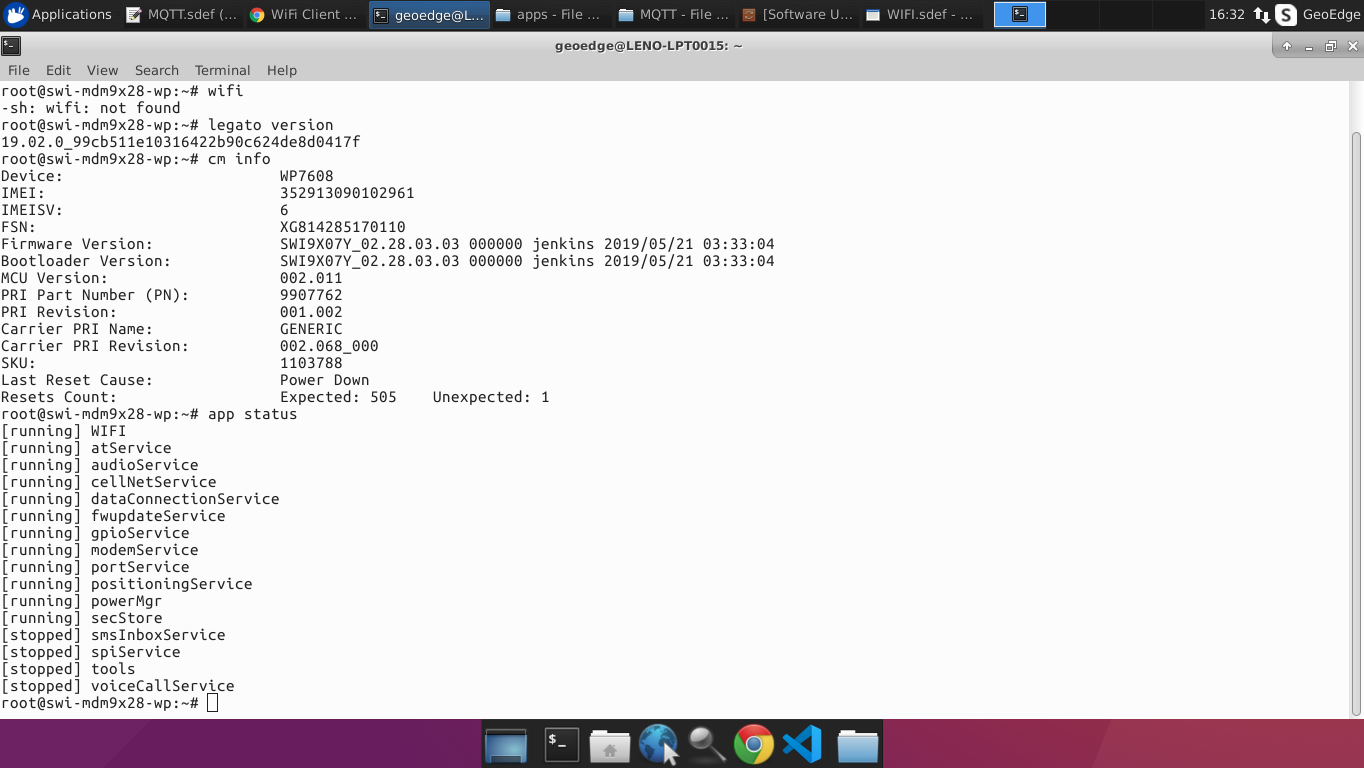 Applications MQTT.sdef (... WiFi Client ... geoedge@L... apps - File ... MQTT - File ... [Software U... WIFI.sdef - ... 16:32 GeoEdge
geoedge@LENO-LPT0015: ~
File Edit View Search Terminal Help
root@swi-mdm9x28-wp:~# wifi
-sh: wifi: not found
root@swi-mdm9x28-wp:~# legato version
19.02.0_99cb511e10316422b90c624de8d0417f
root@swi-mdm9x28-wp:~# cm info
Device: WP7608
IMEI: 352913090102961
IMEISV: 6
FSN: XG814285170110
Firmware Version: SWI9X07Y_02.28.03.03 000000 jenkins 2019/05/21 03:33:04
Bootloader Version: SWI9X07Y_02.28.03.03 000000 jenkins 2019/05/21 03:33:04
MCU Version: 002.011
PRI Part Number (PN): 9907762
PRI Revision: 001.002
Carrier PRI Name: GENERIC
Carrier PRI Revision: 002.068_000
SKU: 1103788
Last Reset Cause: Power Down
Resets Count: Expected: 505 Unexpected: 1
root@swi-mdm9x28-wp:~# app status
[running] WIFI
[running] atService
[running] audioService
[running] cellNetService
[running] dataConnectionService
[running] fwupdateService
[running] gpioService
[running] modemService
[running] portService
[running] positioningService
[running] powerMgr
[running] secStore
[stopped] smsInboxService
[stopped] spiService
[stopped] tools
[stopped] voiceCallService
root@swi-mdm9x28-wp:~#